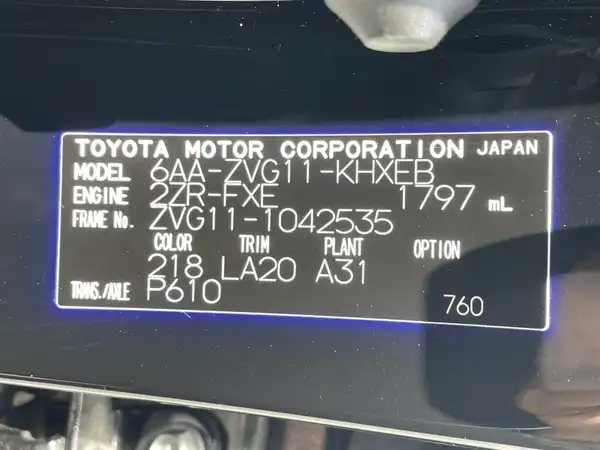 TOYOTA MOTOR CORPORATION JAPAN
MODEL 6AA-ZVG11-KHXEB
ENGINE 2ZR-FXE 1797 mL
FRAME No. ZVG11-1042535
COLOR TRIM PLANT OPTION
218 LA20 A31
TRANS./AXLE P610 760